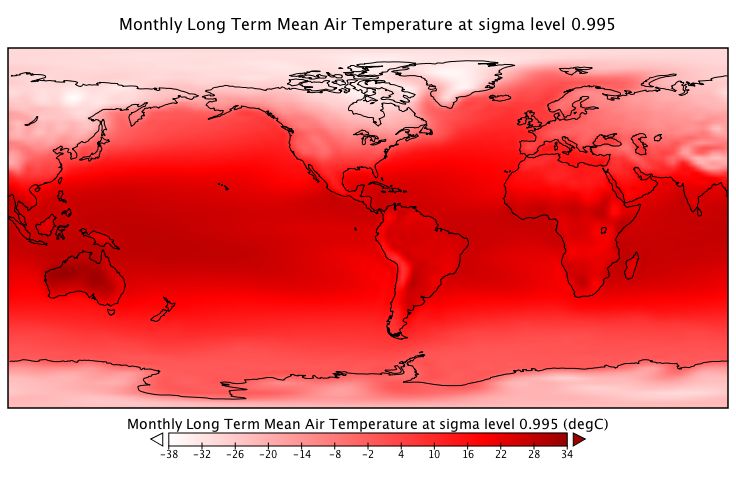 Monthly Long Term Mean Air Temperature at sigma level 0.995
Monthly Long Term Mean Air Temperature at sigma level 0.995 (degC)
-38 -32 -26 -20 -14 -8 -2 4 10 16 22 28 34